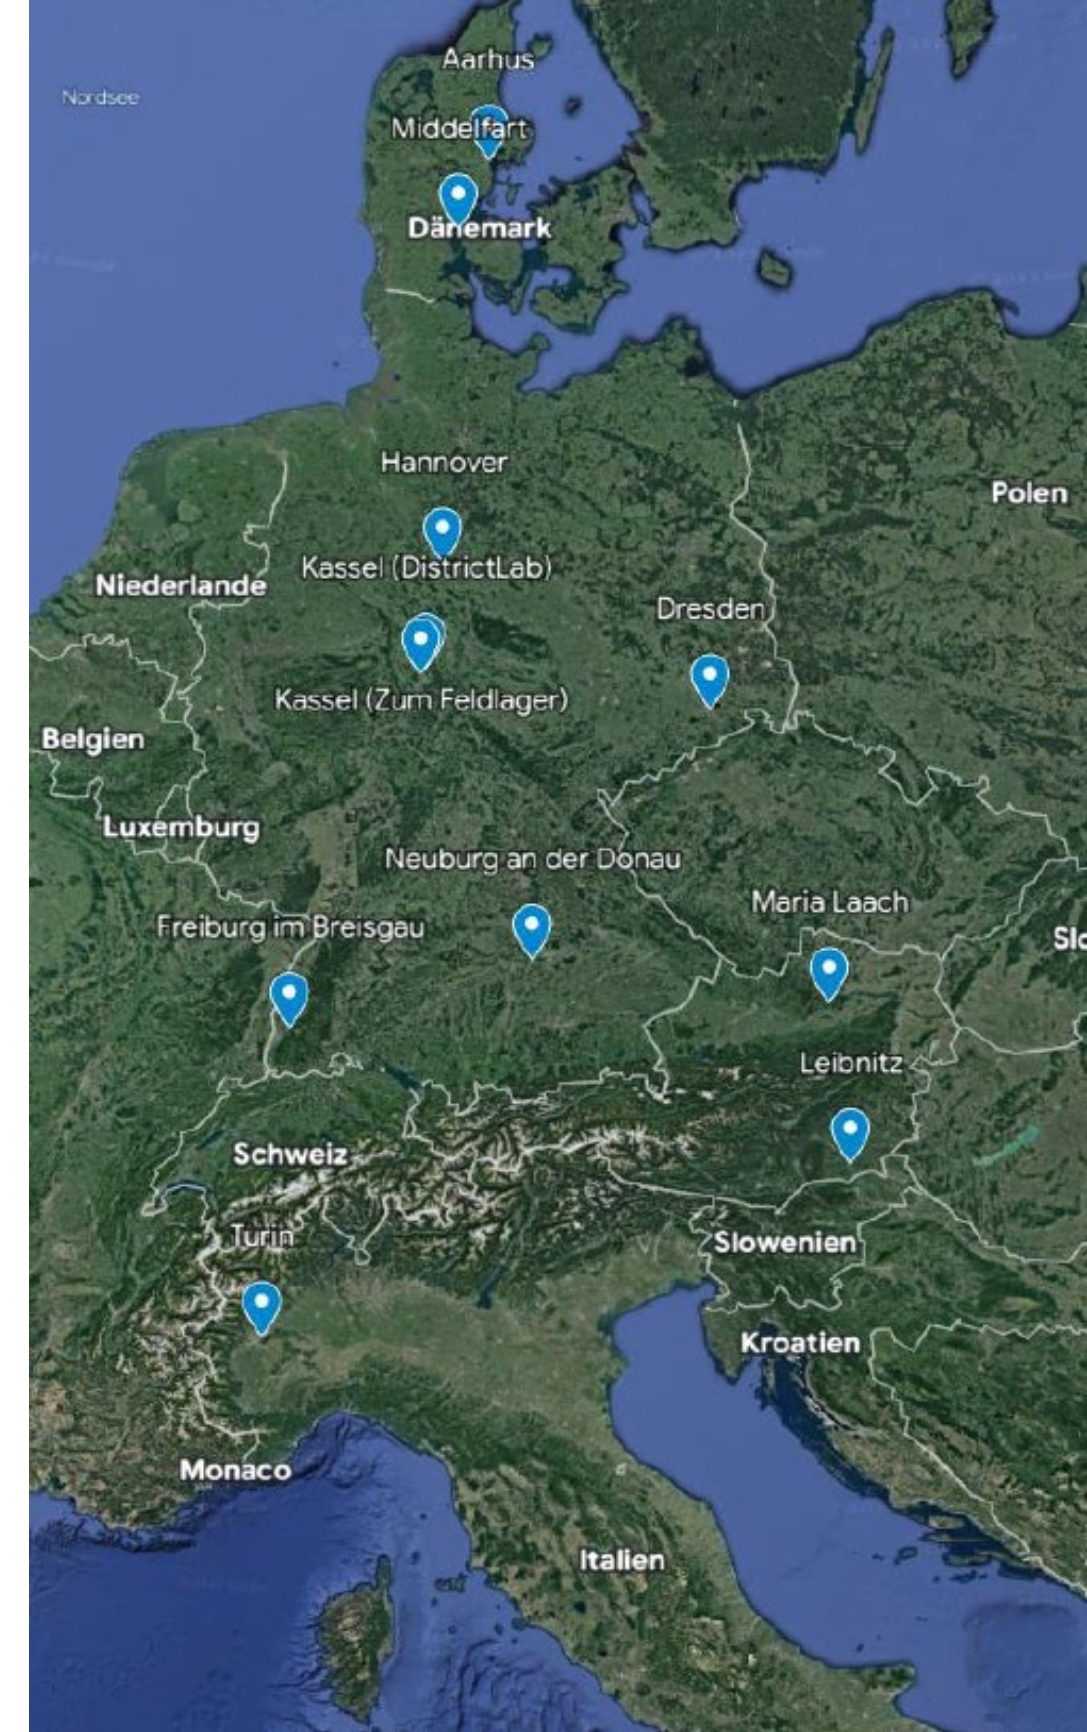 Aarhus
Nordsee
Middelfart
Dänemark
Hannover
Polen
Kassel (DistrictLab)
Niederlande
Dresden
Kassel (Zum Feldlager)
Belgien
Luxemburg
Neuburg an der Donau
Maria Laach
Freiburg im Breisgau
Slo
Leibnitz
Schweiz
Turin
Slowenien
Kroatien
Monaco
Italien